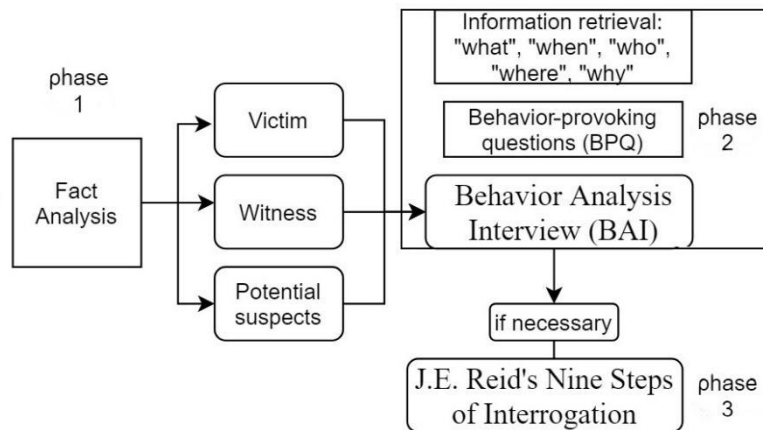 phase
1
Fact
Analysis
Victim
Witness
Potential
suspects
Information retrieval:
"what", "when", "who",
"where", "why"
Behavior-provoking
questions (BPQ)
phase
2
Behavior Analysis
Interview (BAI)
if necessary
J.E. Reid's Nine Steps
of Interrogation
phase
3